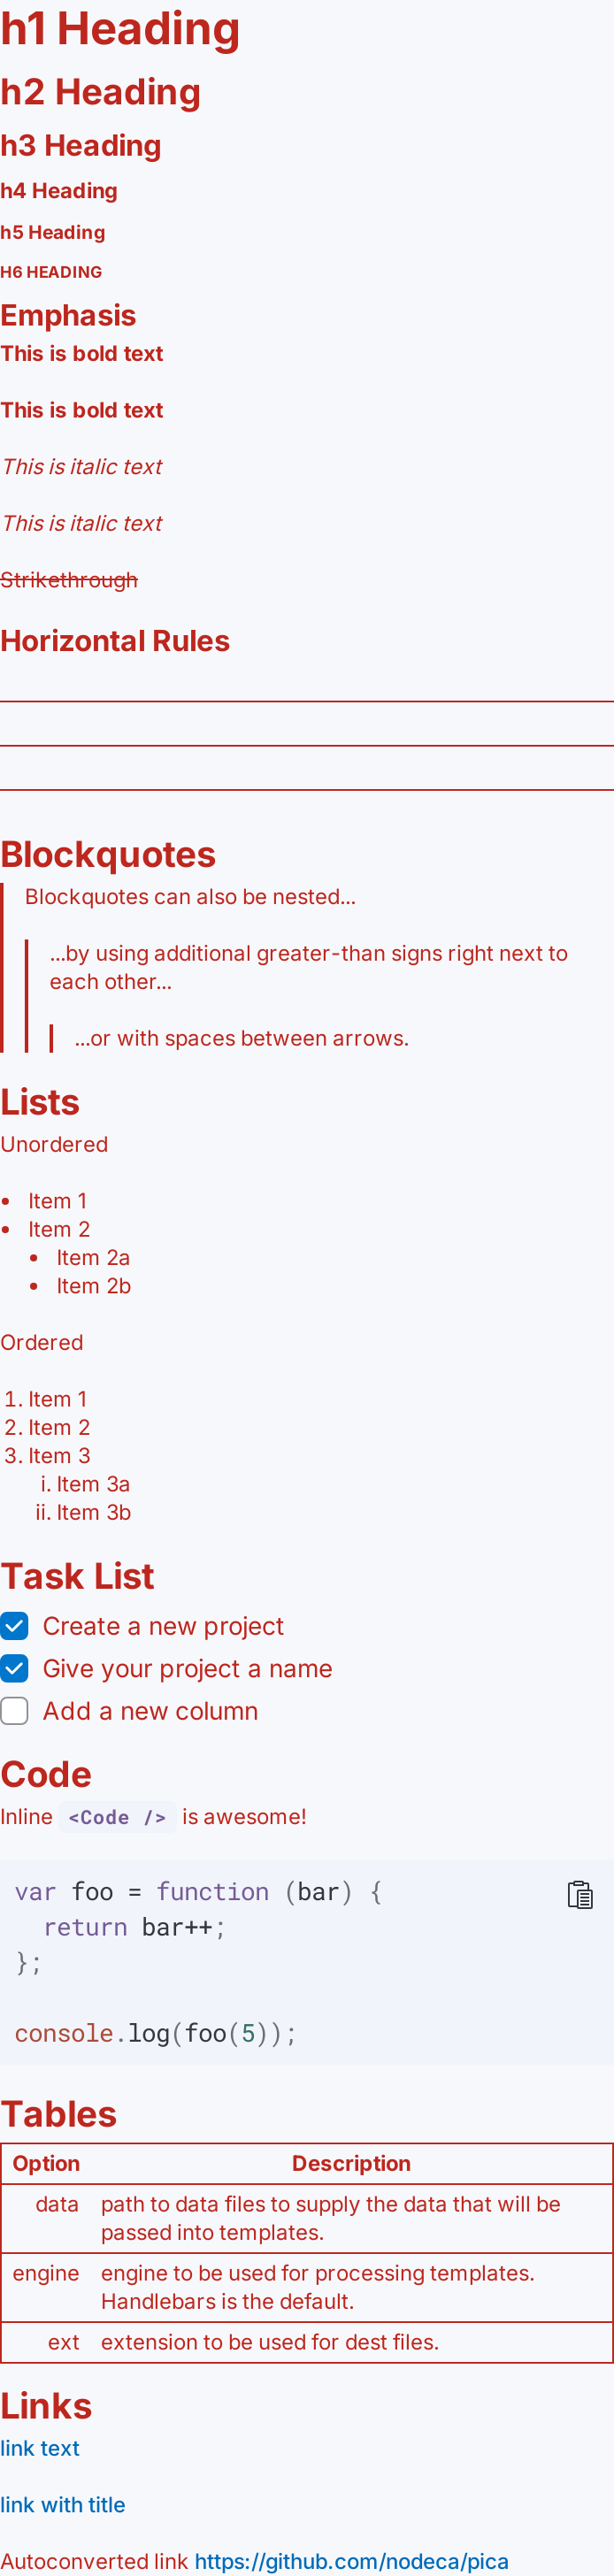 h1 Heading
h2 Heading
h3 Heading
h4 Heading
h5 Heading
H6 HEADING
Emphasis
This is bold text
This is bold text
This is italic text
This is italic text
Strikethrough
Horizontal Rules
Blockquotes
Blockquotes can also be nested...
...by using additional greater-than signs right next to
each other...
...or with spaces between arrows.
Lists
Unordered
• Item 1
• Item 2
• Item 2a
• Item 2b
Ordered
1. Item 1
2. Item 2
3. Item 3
i. Item 3a
ii. Item 3b
Task List
Create a new project
Give your project a name
Add a new column
Code
Inline <Code /> is awesome!
var foo = function (bar) {
  return bar++;
};
console.log(foo(5));
Tables
Option Description
data path to data files to supply the data that will be
passed into templates.
engine engine to be used for processing templates.
Handlebars is the default.
ext extension to be used for dest files.
Links
link text
link with title
Autoconverted link https://github.com/nodeca/pica